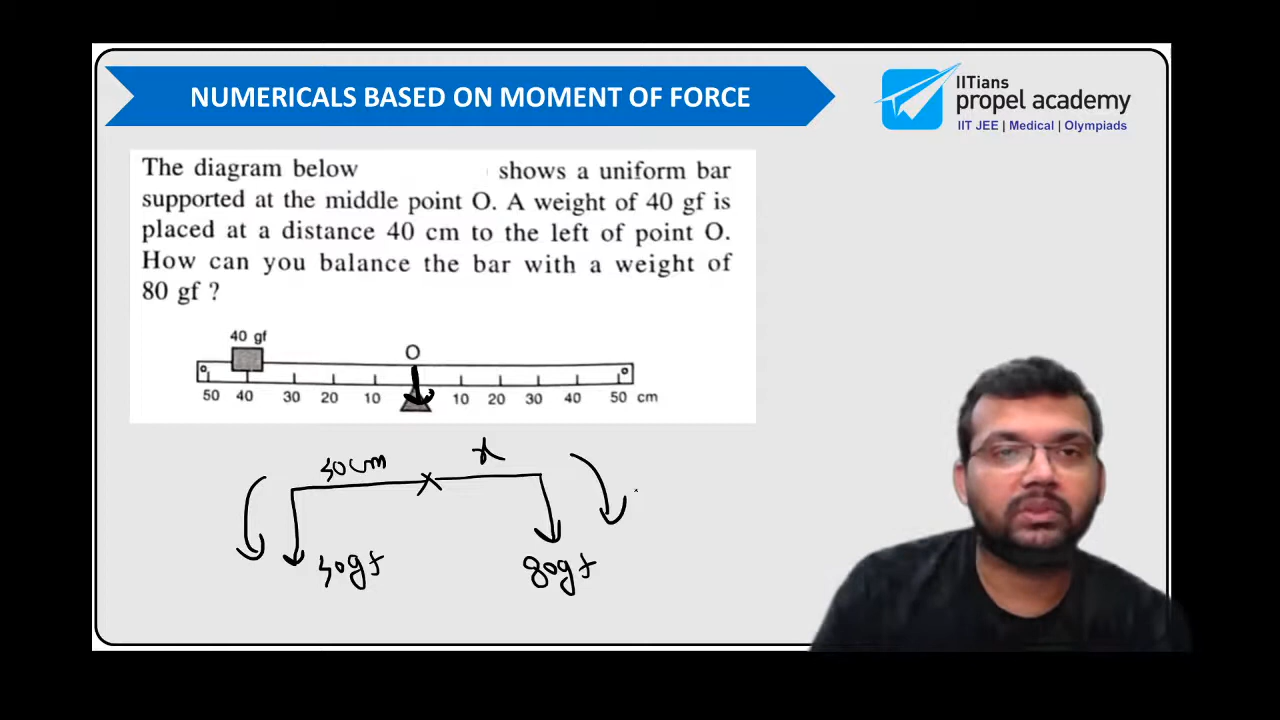 NUMERICALS BASED ON MOMENT OF FORCE
IITians
propel academy
IIT JEE | Medical | Olympiads
The diagram below shows a uniform bar
supported at the middle point O. A weight of 40 gf is
placed at a distance 40 cm to the left of point O.
How can you balance the bar with a weight of
80 gf ?
40 gf
O
50 40 30 20 10 10 20 30 40 50 cm
40cm x
40gf 80gf